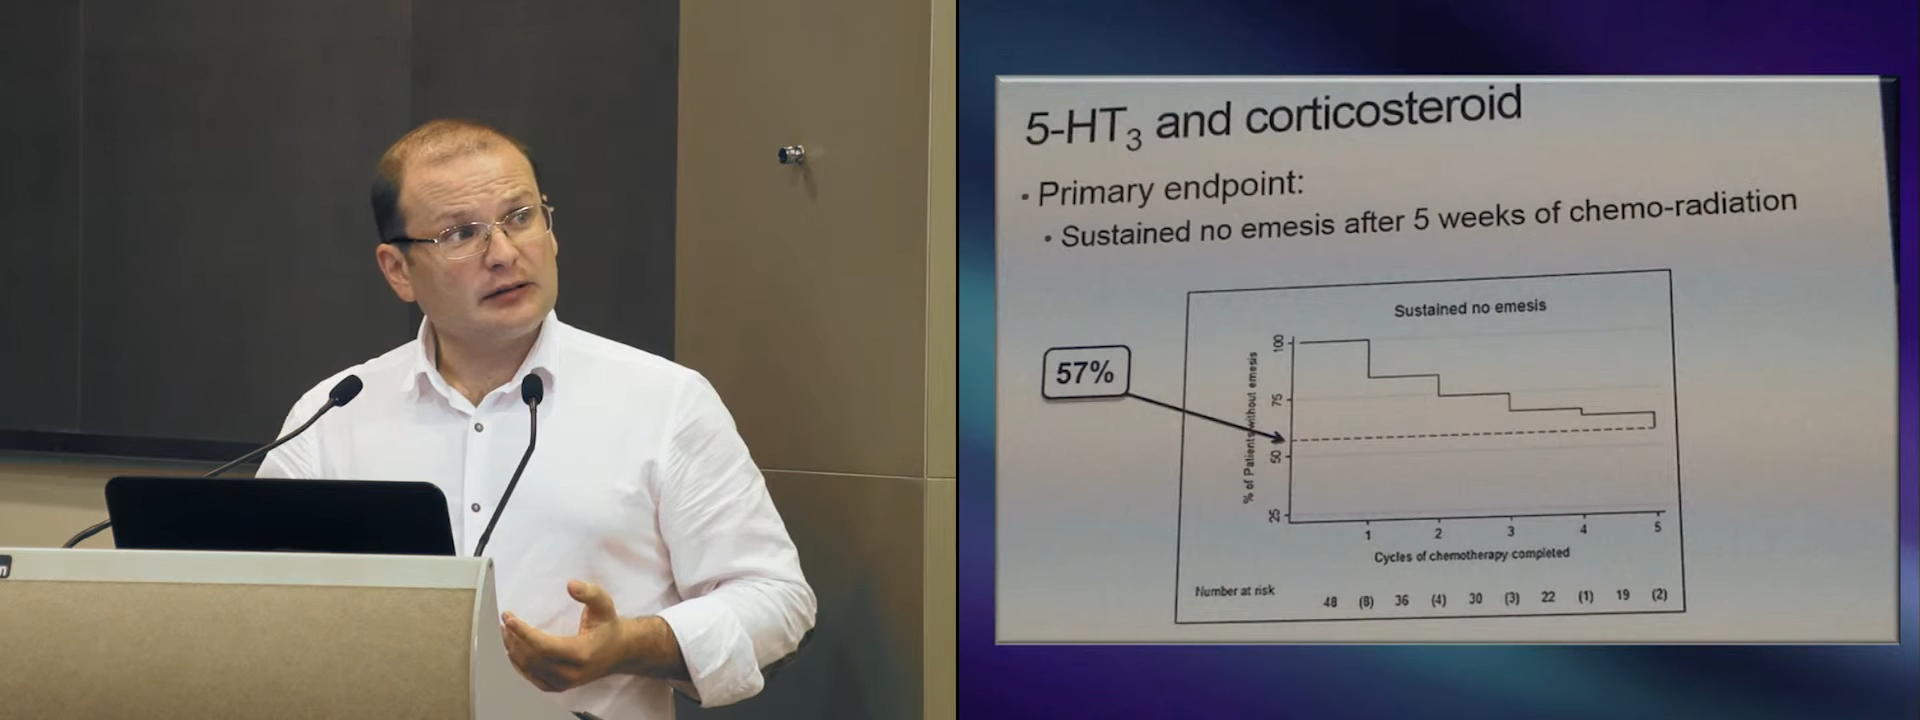 5-HT₃ and corticosteroid
• Primary endpoint:
• Sustained no emesis after 5 weeks of chemo-radiation
57%
Sustained no emesis
% of Patients without emesis
100
75
50
25
1 2 3 4 5
Cycles of chemotherapy completed
Number at risk
48 (8) 36 (4) 30 (3) 22 (1) 19 (2)